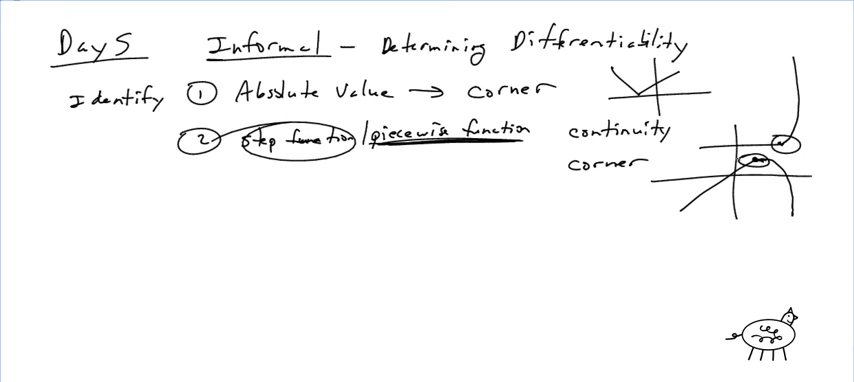 Day 5 Informal - Determining Differentiability
Identify ① Absolute Value → corner
② step function / piecewise function continuity
corner